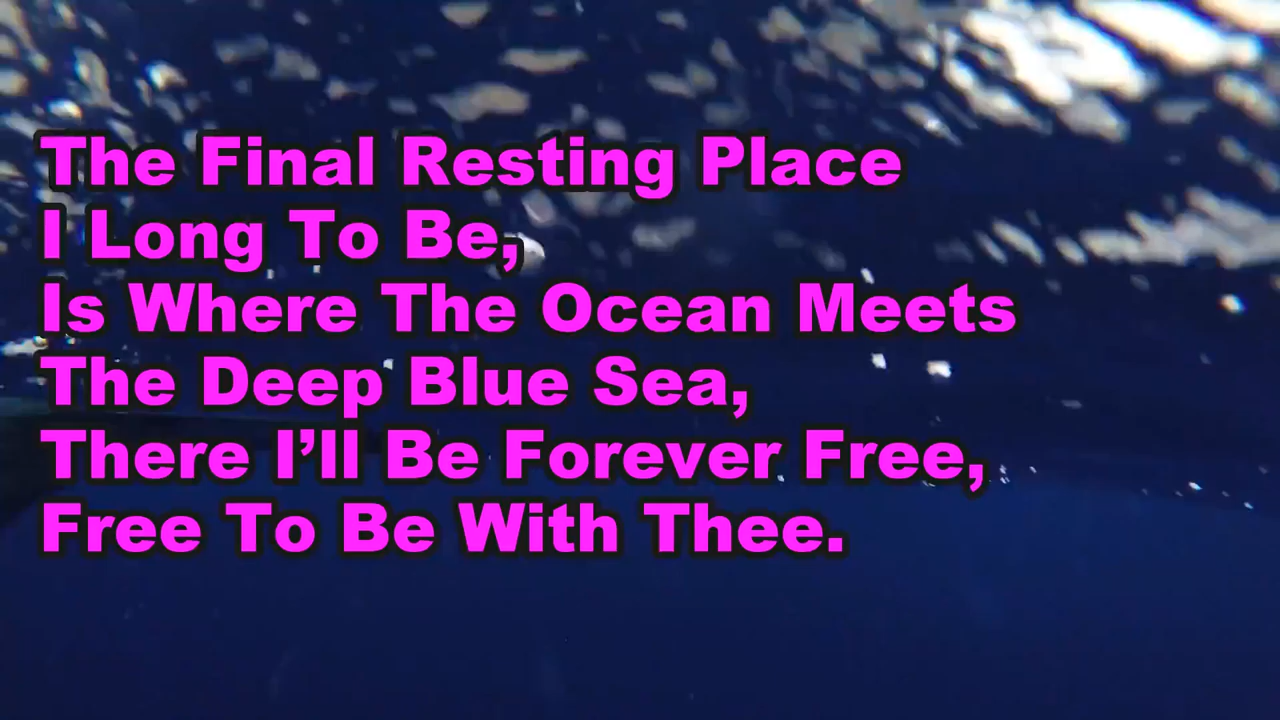 The Final Resting Place
I Long To Be,
Is Where The Ocean Meets
The Deep Blue Sea,
There I’ll Be Forever Free,
Free To Be With Thee.